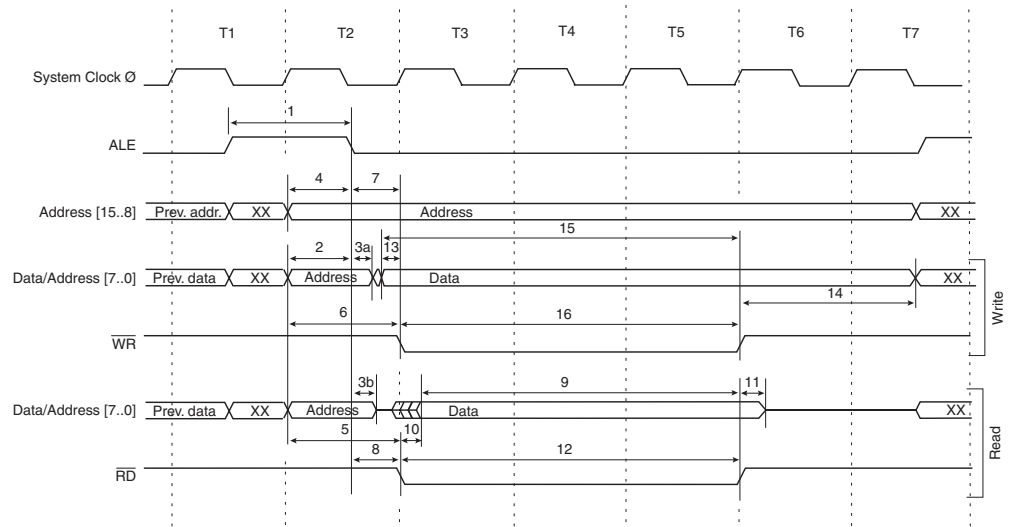 T1 T2 T3 T4 T5 T6 T7
System Clock Ø
1
ALE
4 7
Address [15..8] Prev. addr. XX Address XX
15
2 3a 13
Data/Address [7..0] Prev. data XX Address Data XX
14
6 16
WR
Write
3b 9 11
Data/Address [7..0] Prev. data XX Address Data XX
5 10
8 12
RD
Read